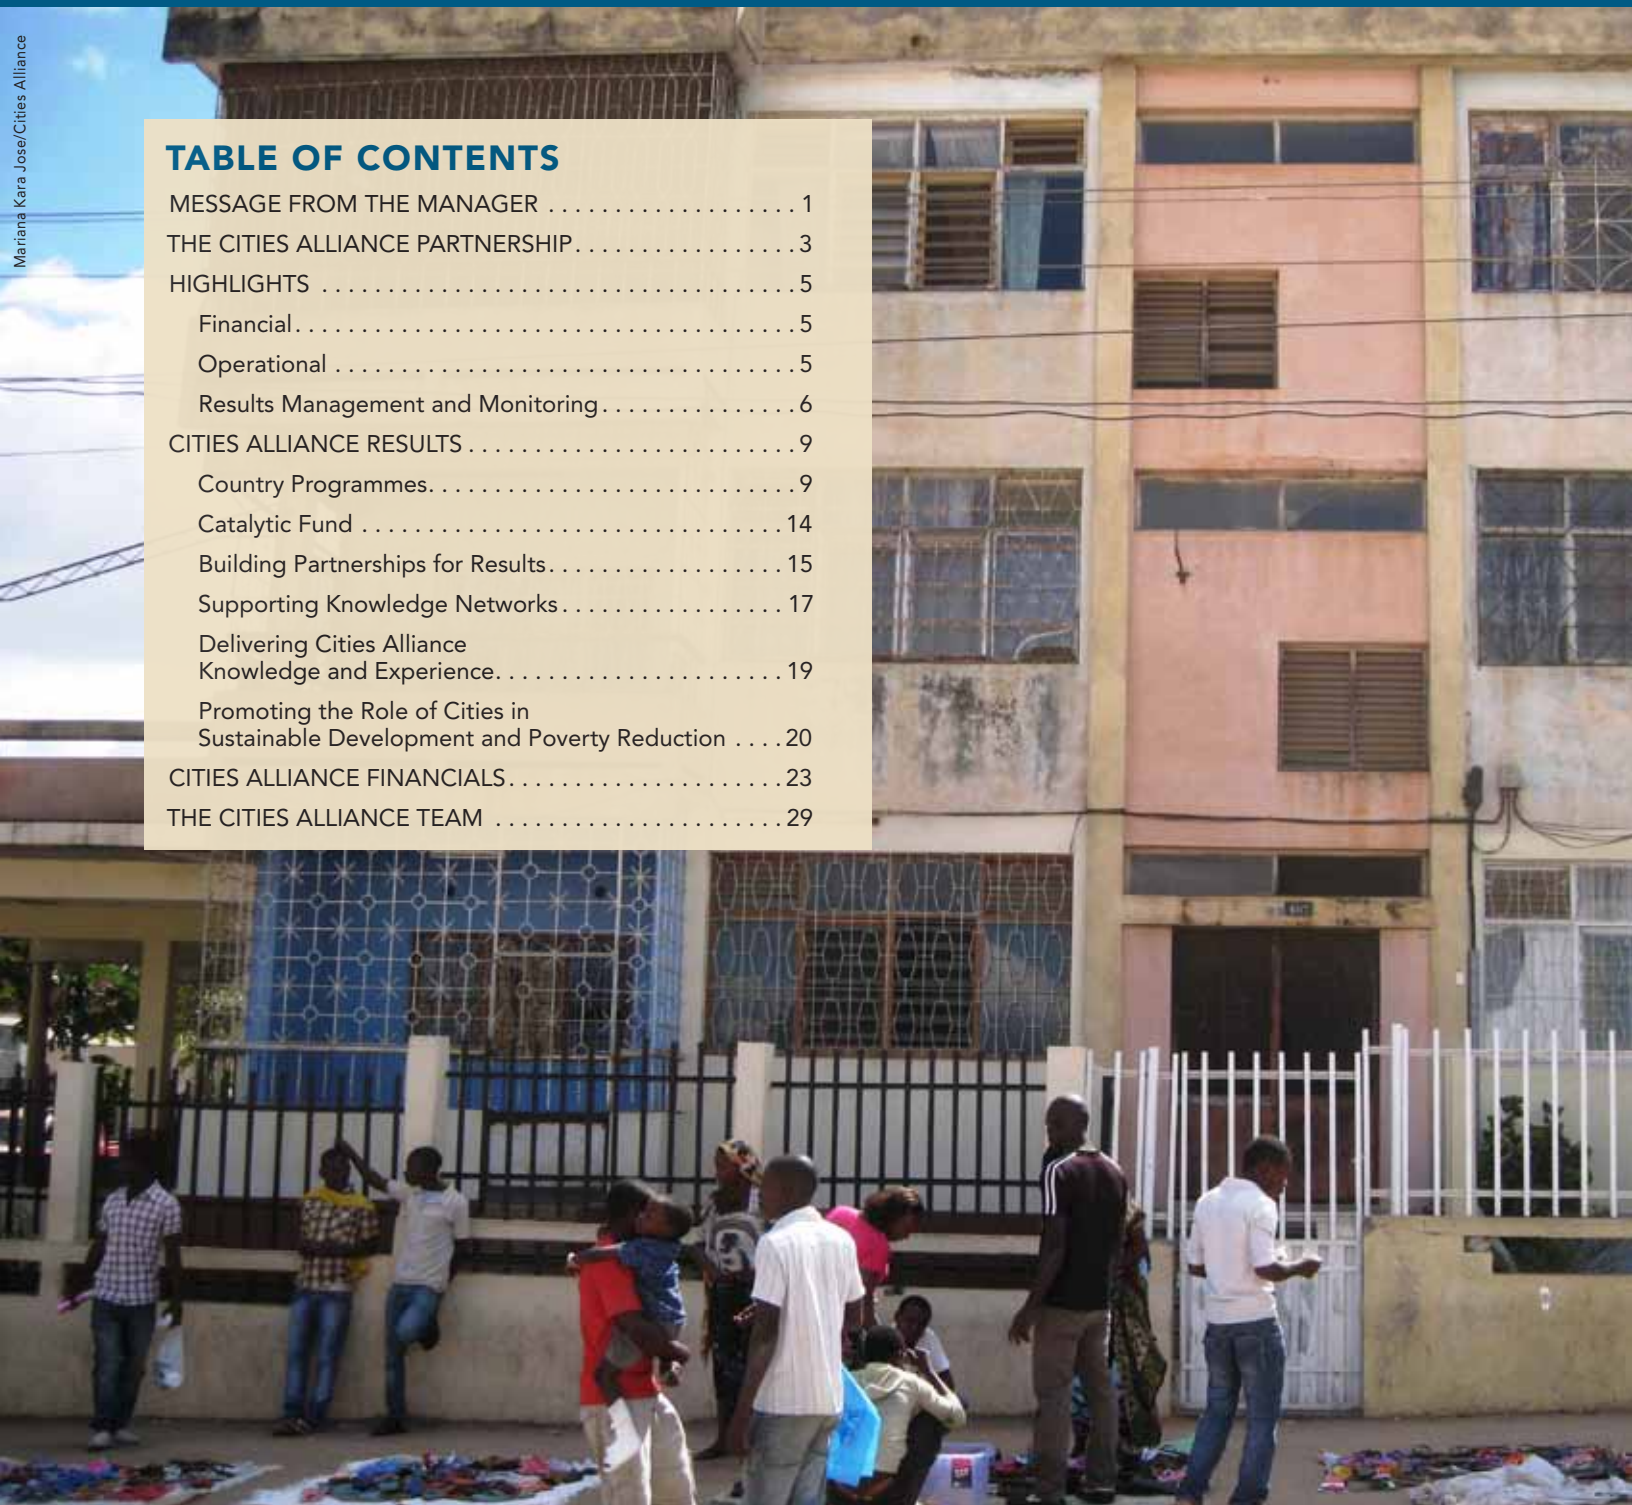 Mariana Kara Jose/Cities Alliance
TABLE OF CONTENTS
MESSAGE FROM THE MANAGER . . . . . . . . . . . . . . . . . . . 1
THE CITIES ALLIANCE PARTNERSHIP. . . . . . . . . . . . . . . . . 3
HIGHLIGHTS . . . . . . . . . . . . . . . . . . . . . . . . . . . . . . . . . . . . 5
Financial. . . . . . . . . . . . . . . . . . . . . . . . . . . . . . . . . . . . . . 5
Operational . . . . . . . . . . . . . . . . . . . . . . . . . . . . . . . . . . . 5
Results Management and Monitoring. . . . . . . . . . . . . . . 6
CITIES ALLIANCE RESULTS . . . . . . . . . . . . . . . . . . . . . . . . . 9
Country Programmes. . . . . . . . . . . . . . . . . . . . . . . . . . . . 9
Catalytic Fund . . . . . . . . . . . . . . . . . . . . . . . . . . . . . . . . 14
Building Partnerships for Results. . . . . . . . . . . . . . . . . . 15
Supporting Knowledge Networks . . . . . . . . . . . . . . . . . 17
Delivering Cities Alliance
Knowledge and Experience. . . . . . . . . . . . . . . . . . . . . . 19
Promoting the Role of Cities in
Sustainable Development and Poverty Reduction . . . . 20
CITIES ALLIANCE FINANCIALS. . . . . . . . . . . . . . . . . . . . . 23
THE CITIES ALLIANCE TEAM . . . . . . . . . . . . . . . . . . . . . . 29